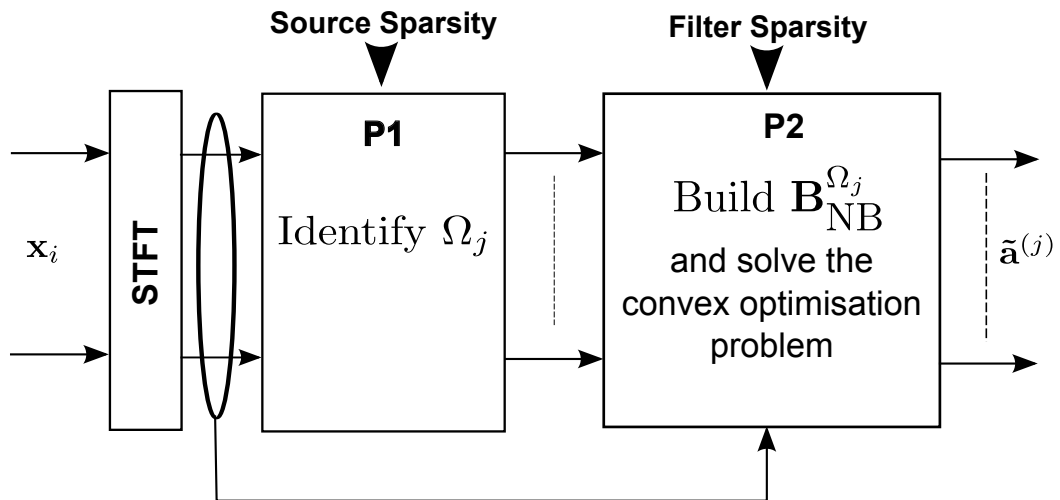 Source Sparsity
Filter Sparsity
P1
P2
Identify Ω_j
Build 𝐁_NB^{Ω_j}
and solve the
convex optimisation
problem
STFT
𝐱_i
𝐚̃^{(j)}